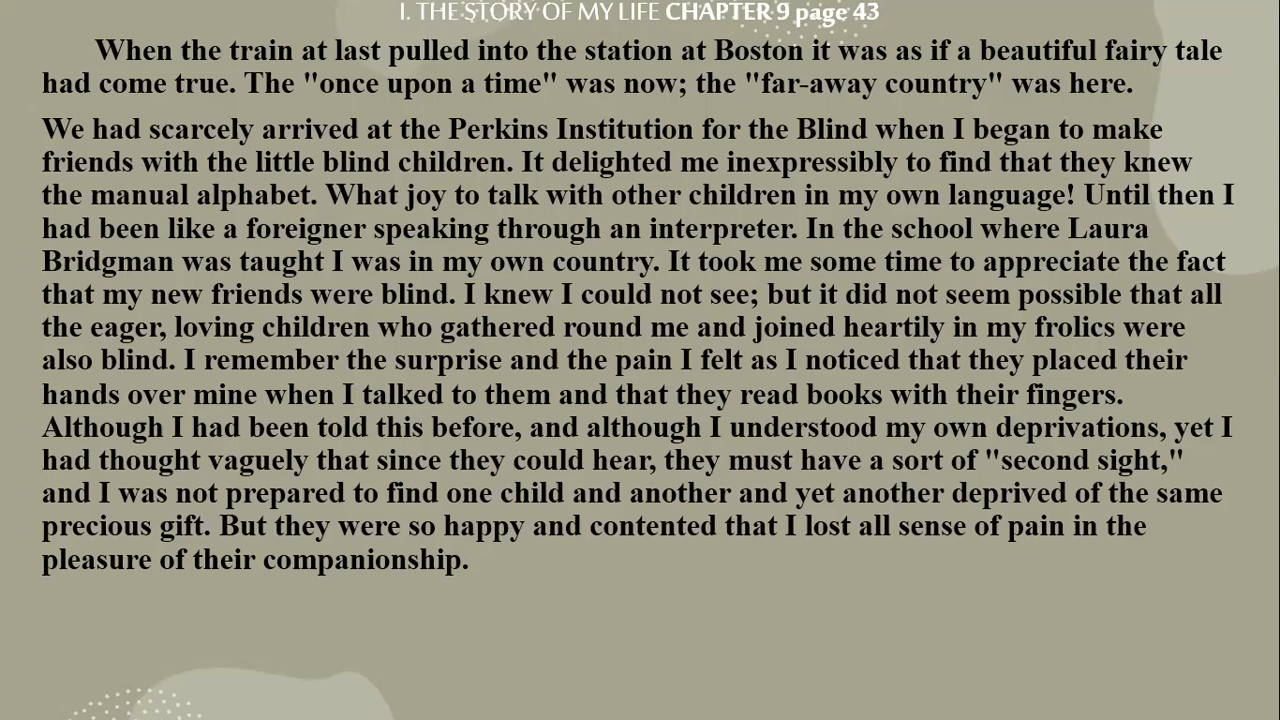 I. THE STORY OF MY LIFE CHAPTER 9 page 43
When the train at last pulled into the station at Boston it was as if a beautiful fairy tale
had come true. The "once upon a time" was now; the "far-away country" was here.
We had scarcely arrived at the Perkins Institution for the Blind when I began to make
friends with the little blind children. It delighted me inexpressibly to find that they knew
the manual alphabet. What joy to talk with other children in my own language! Until then I
had been like a foreigner speaking through an interpreter. In the school where Laura
Bridgman was taught I was in my own country. It took me some time to appreciate the fact
that my new friends were blind. I knew I could not see; but it did not seem possible that all
the eager, loving children who gathered round me and joined heartily in my frolics were
also blind. I remember the surprise and the pain I felt as I noticed that they placed their
hands over mine when I talked to them and that they read books with their fingers.
Although I had been told this before, and although I understood my own deprivations, yet I
had thought vaguely that since they could hear, they must have a sort of "second sight,"
and I was not prepared to find one child and another and yet another deprived of the same
precious gift. But they were so happy and contented that I lost all sense of pain in the
pleasure of their companionship.